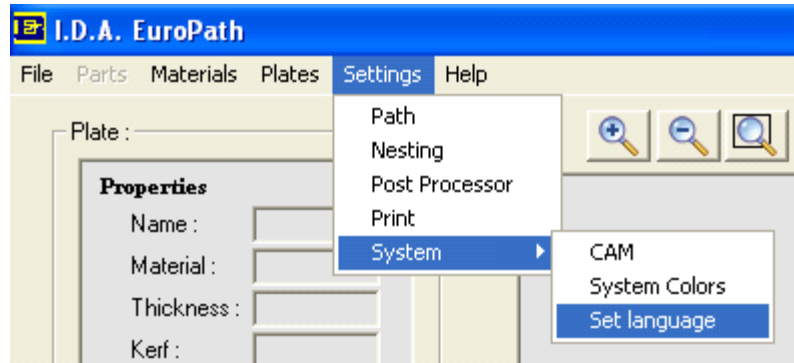 I.D.A. EuroPath
File Parts Materials Plates Settings Help
Plate :
Properties
Name :
Material :
Thickness :
Kerf :
Path
Nesting
Post Processor
Print
System
CAM
System Colors
Set language